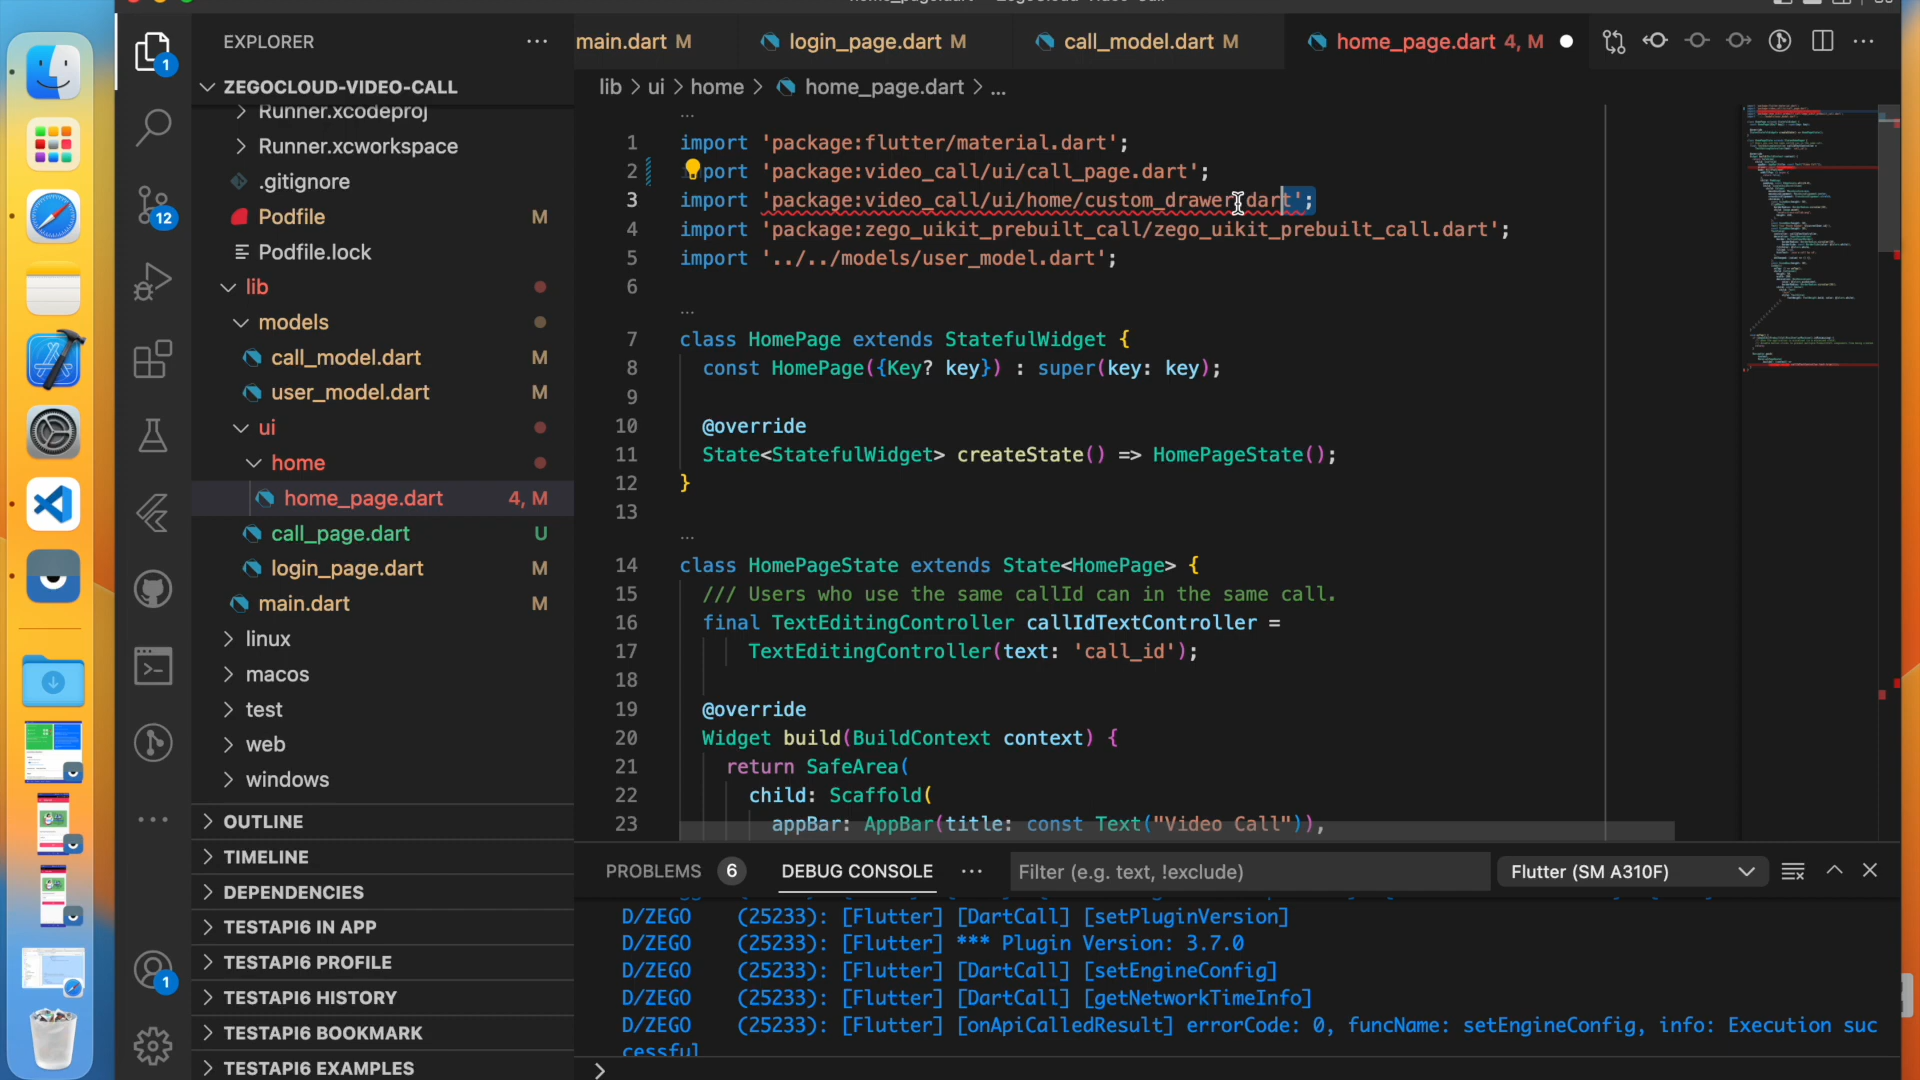 EXPLORER
ZEGOCLOUD-VIDEO-CALL
Runner.xcodeproj
Runner.xcworkspace
.gitignore
Podfile M
Podfile.lock
lib
models
call_model.dart M
user_model.dart M
ui
home
home_page.dart 4, M
call_page.dart U
login_page.dart M
main.dart M
linux
macos
test
web
windows
OUTLINE
TIMELINE
DEPENDENCIES
TESTAPI6 IN APP
TESTAPI6 PROFILE
TESTAPI6 HISTORY
TESTAPI6 BOOKMARK
TESTAPI6 EXAMPLES
1
12
1
main.dart M
login_page.dart M
call_model.dart M
home_page.dart 4, M
lib > ui > home > home_page.dart > ...
1 import 'package:flutter/material.dart';
2 port 'package:video_call/ui/call_page.dart';
3 import 'package:video_call/ui/home/custom_drawer.dart';
4 import 'package:zego_uikit_prebuilt_call/zego_uikit_prebuilt_call.dart';
5 import '../../models/user_model.dart';
6
7 class HomePage extends StatefulWidget {
8 const HomePage({Key? key}) : super(key: key);
9
10 @override
11 State<StatefulWidget> createState() => HomePageState();
12 }
13
14 class HomePageState extends State<HomePage> {
15 /// Users who use the same callId can in the same call.
16 final TextEditingController callIdTextController =
17 TextEditingController(text: 'call_id');
18
19 @override
20 Widget build(BuildContext context) {
21 return SafeArea(
22 child: Scaffold(
23 appBar: AppBar(title: const Text("Video Call")),
PROBLEMS 6
DEBUG CONSOLE
Filter (e.g. text, !exclude)
Flutter (SM A310F)
D/ZEGO (25233): [Flutter] [DartCall] [setPluginVersion]
D/ZEGO (25233): [Flutter] *** Plugin Version: 3.7.0
D/ZEGO (25233): [Flutter] [DartCall] [setEngineConfig]
D/ZEGO (25233): [Flutter] [DartCall] [getNetworkTimeInfo]
D/ZEGO (25233): [Flutter] [onApiCalledResult] errorCode: 0, funcName: setEngineConfig, info: Execution suc
cessful